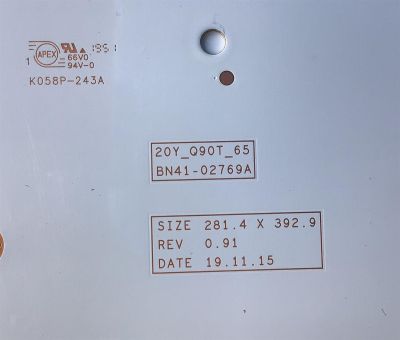 1951
APEX
66V0
1
94V-0
K058P-243A
20Y_Q90T_65
BN41-02769A
SIZE 281.4 X 392.9
REV 0.91
DATE 19.11.15